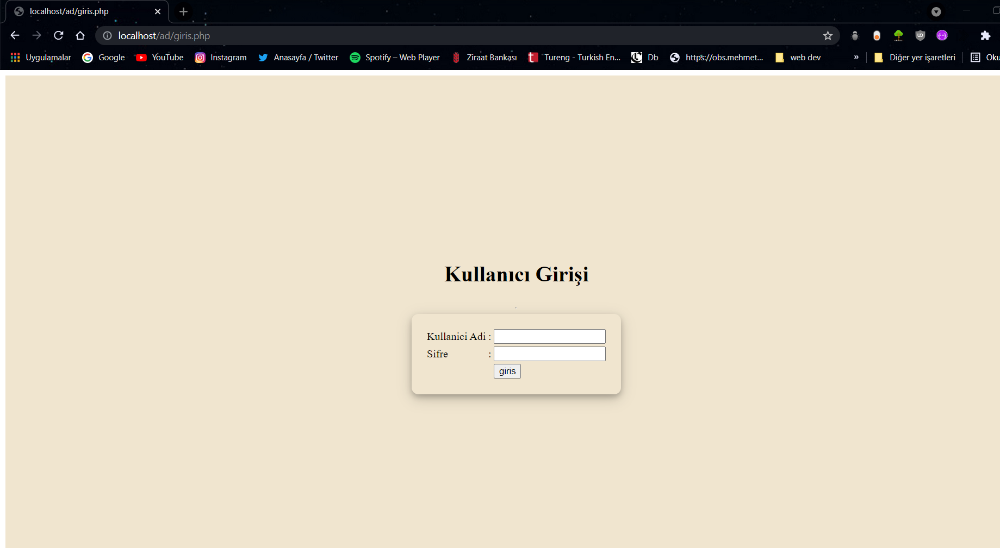 localhost/ad/giris.php
localhost/ad/giris.php
Uygulamalar Google YouTube Instagram Anasayfa / Twitter Spotify – Web Player Ziraat Bankası Tureng - Turkish En... Db https://obs.mehmet... web dev » Diğer yer işaretleri Oku
Kullanıcı Girişi
Kullanici Adi :
Sifre :
giris